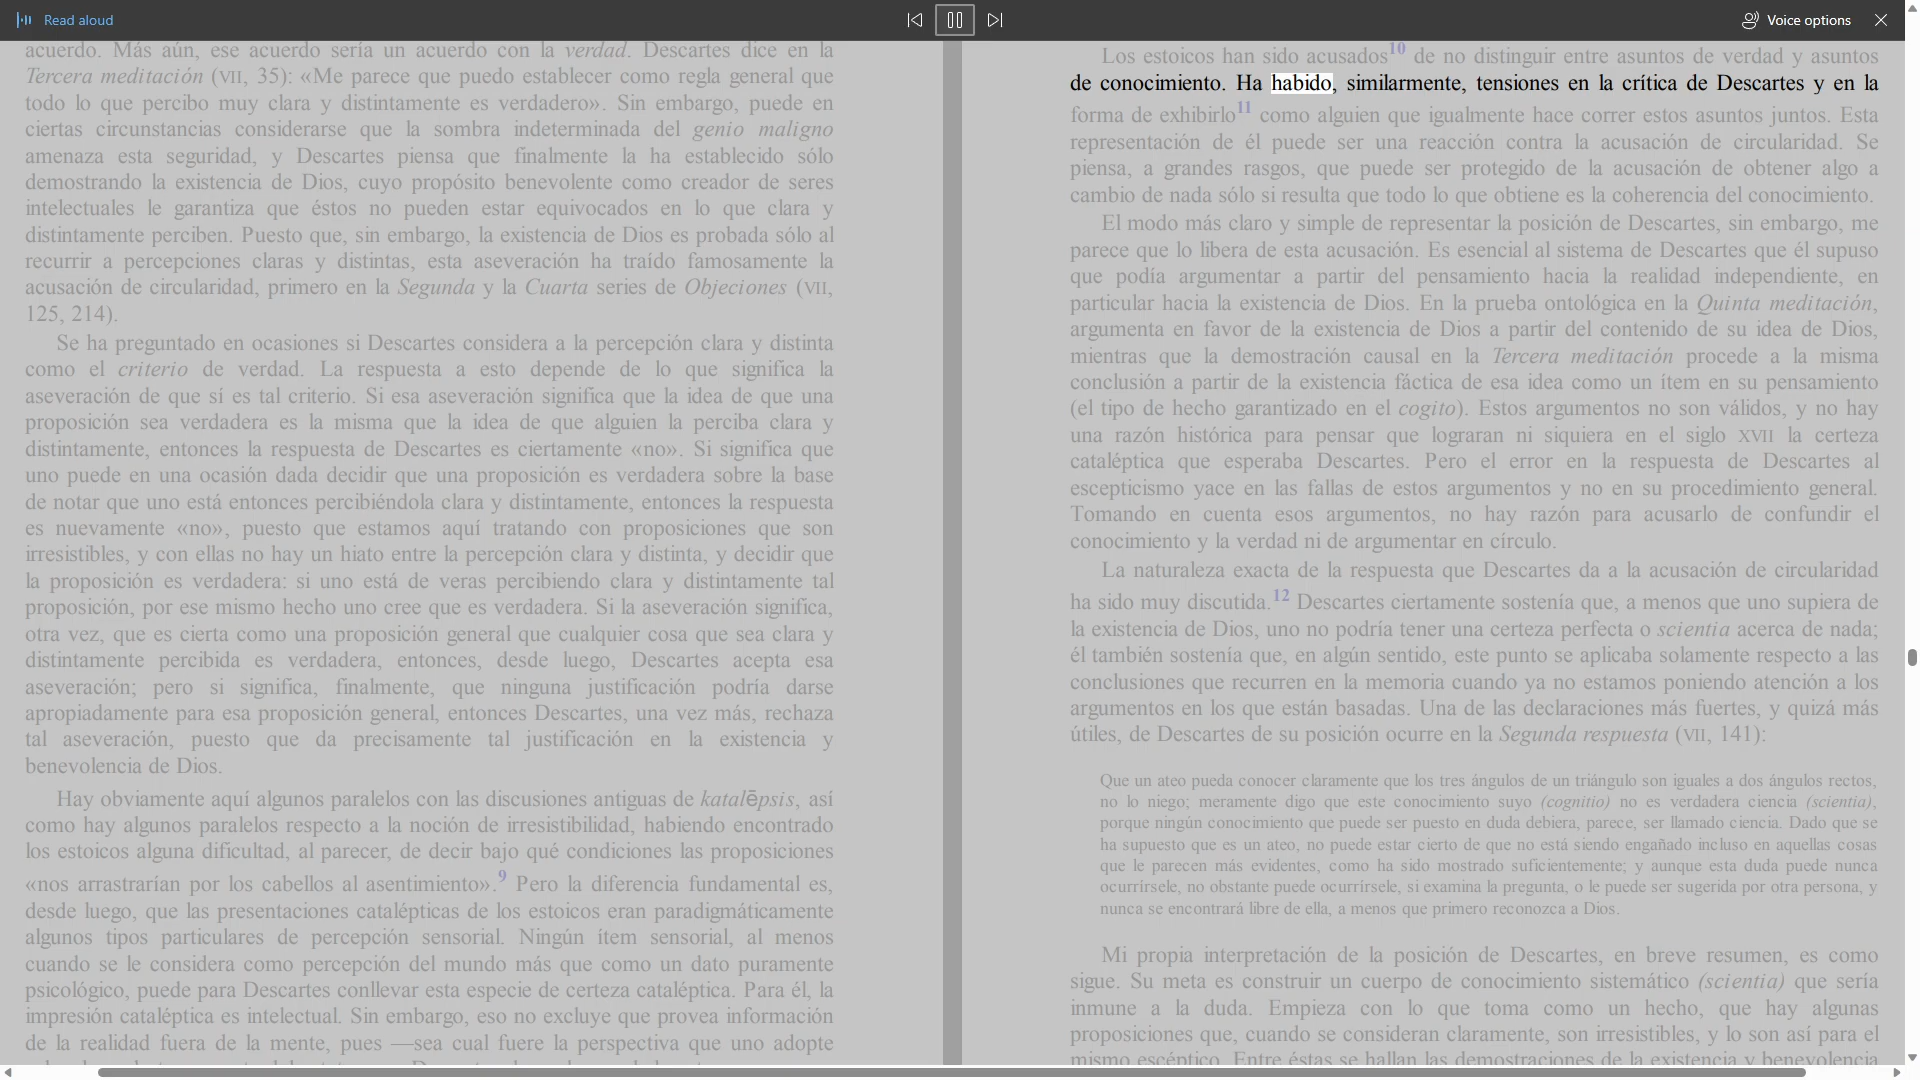 Read aloud
Voice options
acuerdo. Más aún, ese acuerdo sería un acuerdo con la verdad. Descartes dice en la
Tercera meditación (VII, 35): «Me parece que puedo establecer como regla general que
todo lo que percibo muy clara y distintamente es verdadero». Sin embargo, puede en
ciertas circunstancias considerarse que la sombra indeterminada del genio maligno
amenaza esta seguridad, y Descartes piensa que finalmente la ha establecido sólo
demostrando la existencia de Dios, cuyo propósito benevolente como creador de seres
intelectuales le garantiza que éstos no pueden estar equivocados en lo que clara y
distintamente perciben. Puesto que, sin embargo, la existencia de Dios es probada sólo al
recurrir a percepciones claras y distintas, esta aseveración ha traído famosamente la
acusación de circularidad, primero en la Segunda y la Cuarta series de Objeciones (VII,
125, 214).
Se ha preguntado en ocasiones si Descartes considera a la percepción clara y distinta
como el criterio de verdad. La respuesta a esto depende de lo que significa la
aseveración de que sí es tal criterio. Si esa aseveración significa que la idea de que una
proposición sea verdadera es la misma que la idea de que alguien la perciba clara y
distintamente, entonces la respuesta de Descartes es ciertamente «no». Si significa que
uno puede en una ocasión dada decidir que una proposición es verdadera sobre la base
de notar que uno está entonces percibiéndola clara y distintamente, entonces la respuesta
es nuevamente «no», puesto que estamos aquí tratando con proposiciones que son
irresistibles, y con ellas no hay un hiato entre la percepción clara y distinta, y decidir que
la proposición es verdadera: si uno está de veras percibiendo clara y distintamente tal
proposición, por ese mismo hecho uno cree que es verdadera. Si la aseveración significa,
otra vez, que es cierta como una proposición general que cualquier cosa que sea clara y
distintamente percibida es verdadera, entonces, desde luego, Descartes acepta esa
aseveración; pero si significa, finalmente, que ninguna justificación podría darse
apropiadamente para esa proposición general, entonces Descartes, una vez más, rechaza
tal aseveración, puesto que da precisamente tal justificación en la existencia y
benevolencia de Dios.
Hay obviamente aquí algunos paralelos con las discusiones antiguas de katalēpsis, así
como hay algunos paralelos respecto a la noción de irresistibilidad, habiendo encontrado
los estoicos alguna dificultad, al parecer, de decir bajo qué condiciones las proposiciones
«nos arrastrarían por los cabellos al asentimiento».9 Pero la diferencia fundamental es,
desde luego, que las presentaciones catalépticas de los estoicos eran paradigmáticamente
algunos tipos particulares de percepción sensorial. Ningún ítem sensorial, al menos
cuando se le considera como percepción del mundo más que como un dato puramente
psicológico, puede para Descartes conllevar esta especie de certeza cataléptica. Para él, la
impresión cataléptica es intelectual. Sin embargo, eso no excluye que provea información
de la realidad fuera de la mente, pues —sea cual fuere la perspectiva que uno adopte
Los estoicos han sido acusados10 de no distinguir entre asuntos de verdad y asuntos
de conocimiento. Ha habido, similarmente, tensiones en la crítica de Descartes y en la
forma de exhibirlo11 como alguien que igualmente hace correr estos asuntos juntos. Esta
representación de él puede ser una reacción contra la acusación de circularidad. Se
piensa, a grandes rasgos, que puede ser protegido de la acusación de obtener algo a
cambio de nada sólo si resulta que todo lo que obtiene es la coherencia del conocimiento.
El modo más claro y simple de representar la posición de Descartes, sin embargo, me
parece que lo libera de esta acusación. Es esencial al sistema de Descartes que él supuso
que podía argumentar a partir del pensamiento hacia la realidad independiente, en
particular hacia la existencia de Dios. En la prueba ontológica en la Quinta meditación,
argumenta en favor de la existencia de Dios a partir del contenido de su idea de Dios,
mientras que la demostración causal en la Tercera meditación procede a la misma
conclusión a partir de la existencia fáctica de esa idea como un ítem en su pensamiento
(el tipo de hecho garantizado en el cogito). Estos argumentos no son válidos, y no hay
una razón histórica para pensar que lograran ni siquiera en el siglo XVII la certeza
cataléptica que esperaba Descartes. Pero el error en la respuesta de Descartes al
escepticismo yace en las fallas de estos argumentos y no en su procedimiento general.
Tomando en cuenta esos argumentos, no hay razón para acusarlo de confundir el
conocimiento y la verdad ni de argumentar en círculo.
La naturaleza exacta de la respuesta que Descartes da a la acusación de circularidad
ha sido muy discutida.12 Descartes ciertamente sostenía que, a menos que uno supiera de
la existencia de Dios, uno no podría tener una certeza perfecta o scientia acerca de nada;
él también sostenía que, en algún sentido, este punto se aplicaba solamente respecto a las
conclusiones que recurren en la memoria cuando ya no estamos poniendo atención a los
argumentos en los que están basadas. Una de las declaraciones más fuertes, y quizá más
útiles, de Descartes de su posición ocurre en la Segunda respuesta (VII, 141):
Que un ateo pueda conocer claramente que los tres ángulos de un triángulo son iguales a dos ángulos rectos,
no lo niego; meramente digo que este conocimiento suyo (cognitio) no es verdadera ciencia (scientia),
porque ningún conocimiento que puede ser puesto en duda debiera, parece, ser llamado ciencia. Dado que se
ha supuesto que es un ateo, no puede estar cierto de que no está siendo engañado incluso en aquellas cosas
que le parecen más evidentes, como ha sido mostrado suficientemente; y aunque esta duda puede nunca
ocurrírsele, no obstante puede ocurrírsele, si examina la pregunta, o le puede ser sugerida por otra persona, y
nunca se encontrará libre de ella, a menos que primero reconozca a Dios.
Mi propia interpretación de la posición de Descartes, en breve resumen, es como
sigue. Su meta es construir un cuerpo de conocimiento sistemático (scientia) que sería
inmune a la duda. Empieza con lo que toma como un hecho, que hay algunas
proposiciones que, cuando se consideran claramente, son irresistibles, y lo son así para el
mismo escéptico. Entre éstas se hallan las demostraciones de la existencia y benevolencia